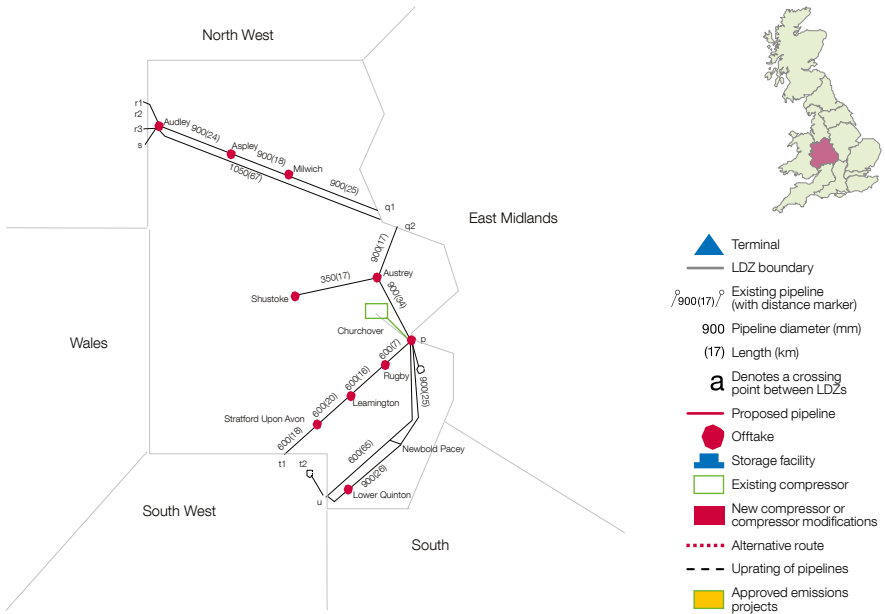 North West
r1
r2
r3
s
Audley
900(24)
Aspley
900(18)
Milwich
900(25)
1050(67)
q1
q2
East Midlands
900(17)
Austrey
350(17)
Shustoke
900(34)
Churchover
p
Wales
600(7)
Rugby
900(25)
600(16)
Leamington
600(20)
Stratford Upon Avon
600(18)
Newbold Pacey
600(65)
900(26)
t1
t2
Lower Quinton
u
South West
South
Terminal
LDZ boundary
900(17)
Existing pipeline
(with distance marker)
900
Pipeline diameter (mm)
(17)
Length (km)
a
Denotes a crossing
point between LDZs
Proposed pipeline
Offtake
Storage facility
Existing compressor
New compressor or
compressor modifications
Alternative route
Uprating of pipelines
Approved emissions
projects